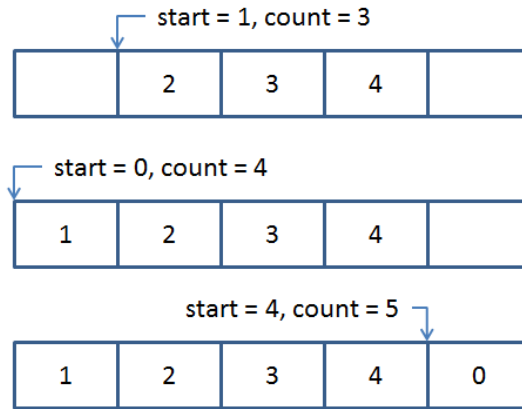 start = 1, count = 3
2 3 4
start = 0, count = 4
1 2 3 4
start = 4, count = 5
1 2 3 4 0